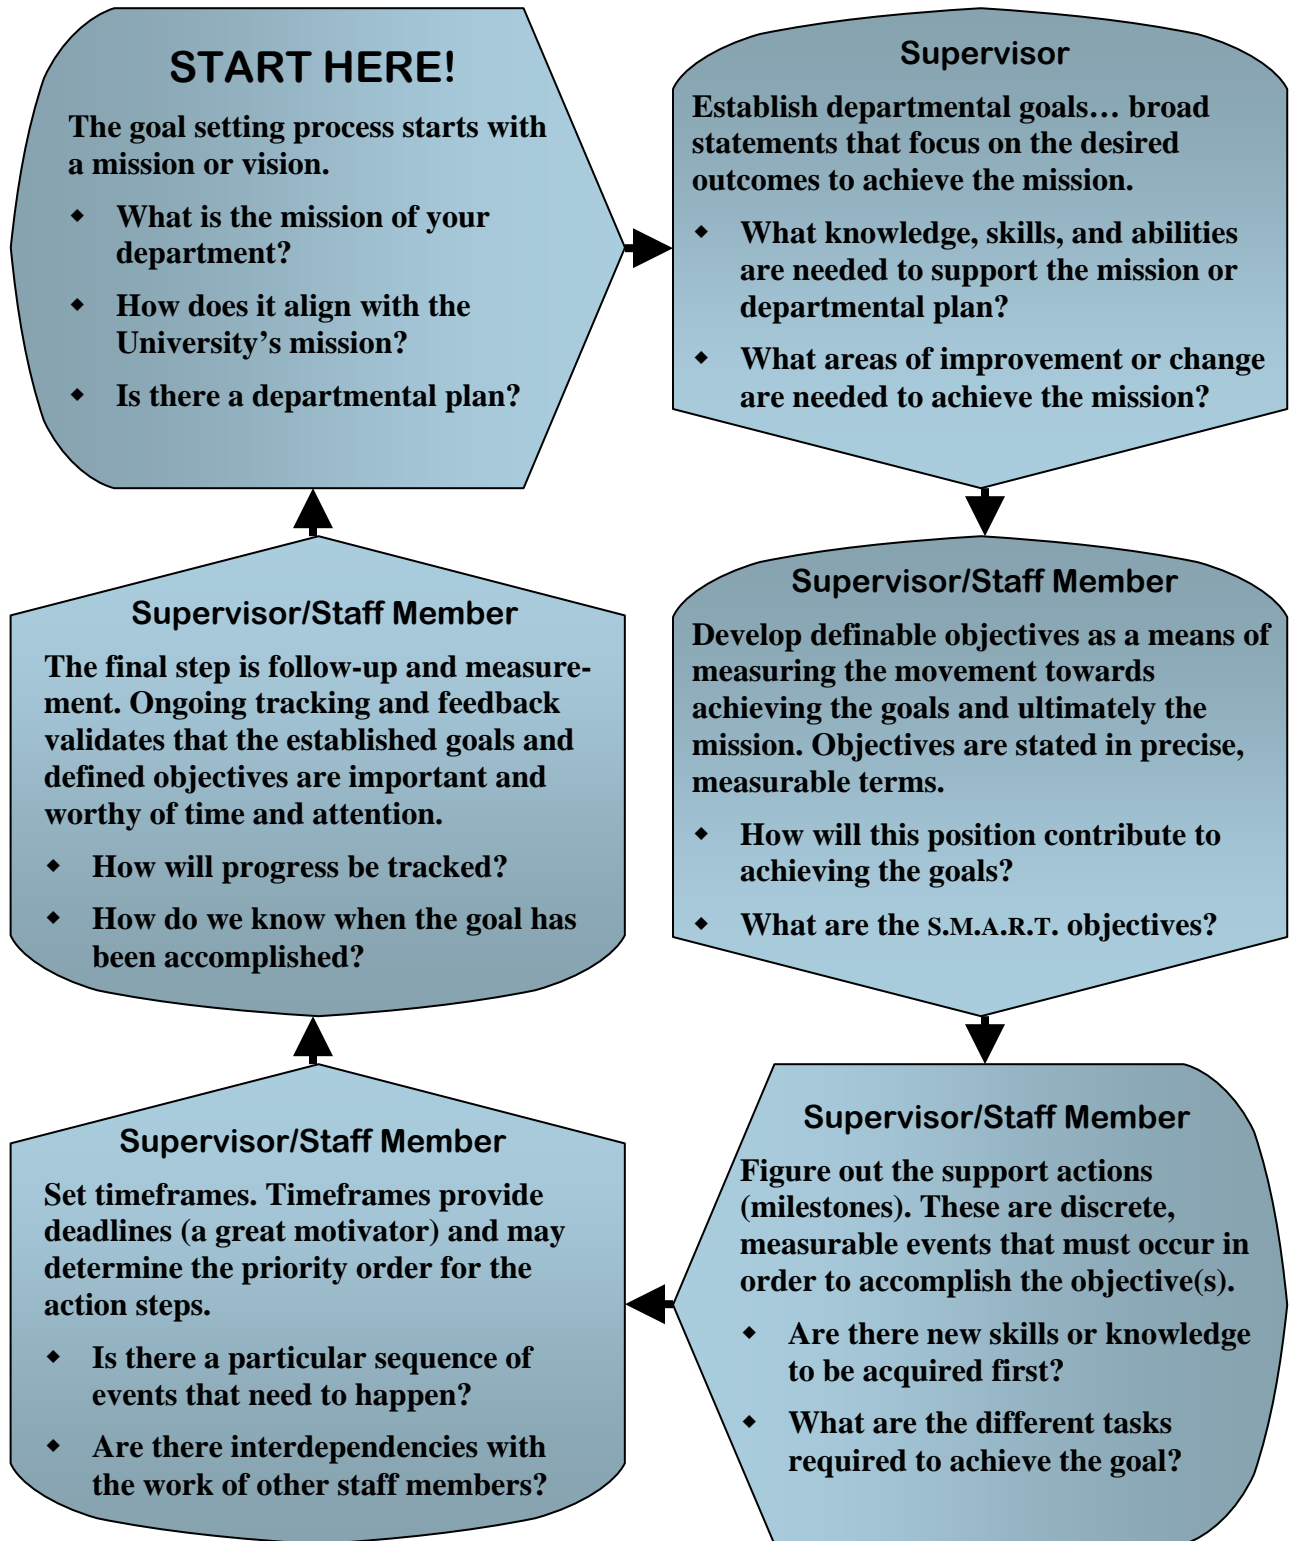 START HERE!
The goal setting process starts with
a mission or vision.
◆ What is the mission of your
department?
◆ How does it align with the
University’s mission?
◆ Is there a departmental plan?
Supervisor
Establish departmental goals… broad
statements that focus on the desired
outcomes to achieve the mission.
◆ What knowledge, skills, and abilities
are needed to support the mission or
departmental plan?
◆ What areas of improvement or change
are needed to achieve the mission?
Supervisor/Staff Member
Develop definable objectives as a means of
measuring the movement towards
achieving the goals and ultimately the
mission. Objectives are stated in precise,
measurable terms.
◆ How will this position contribute to
achieving the goals?
◆ What are the S.M.A.R.T. objectives?
Supervisor/Staff Member
Figure out the support actions
(milestones). These are discrete,
measurable events that must occur in
order to accomplish the objective(s).
◆ Are there new skills or knowledge
to be acquired first?
◆ What are the different tasks
required to achieve the goal?
Supervisor/Staff Member
Set timeframes. Timeframes provide
deadlines (a great motivator) and may
determine the priority order for the
action steps.
◆ Is there a particular sequence of
events that need to happen?
◆ Are there interdependencies with
the work of other staff members?
Supervisor/Staff Member
The final step is follow-up and measure-
ment. Ongoing tracking and feedback
validates that the established goals and
defined objectives are important and
worthy of time and attention.
◆ How will progress be tracked?
◆ How do we know when the goal has
been accomplished?